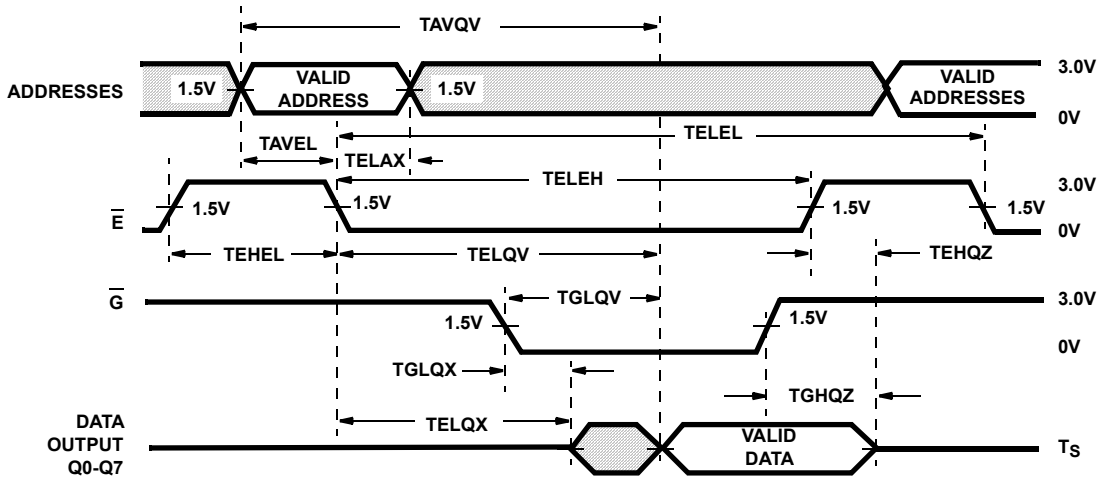 TAVQV
ADDRESSES
1.5V
VALID
ADDRESS
1.5V
VALID
ADDRESSES
3.0V
0V
TAVEL
TELAX
TELEL
E
1.5V
1.5V
TELEH
1.5V
1.5V
3.0V
0V
TEHEL
TELQV
TEHQZ
G
1.5V
TGLQV
1.5V
3.0V
0V
TGLQX
TGHQZ
TELQX
DATA
OUTPUT
Q0-Q7
VALID
DATA
TS